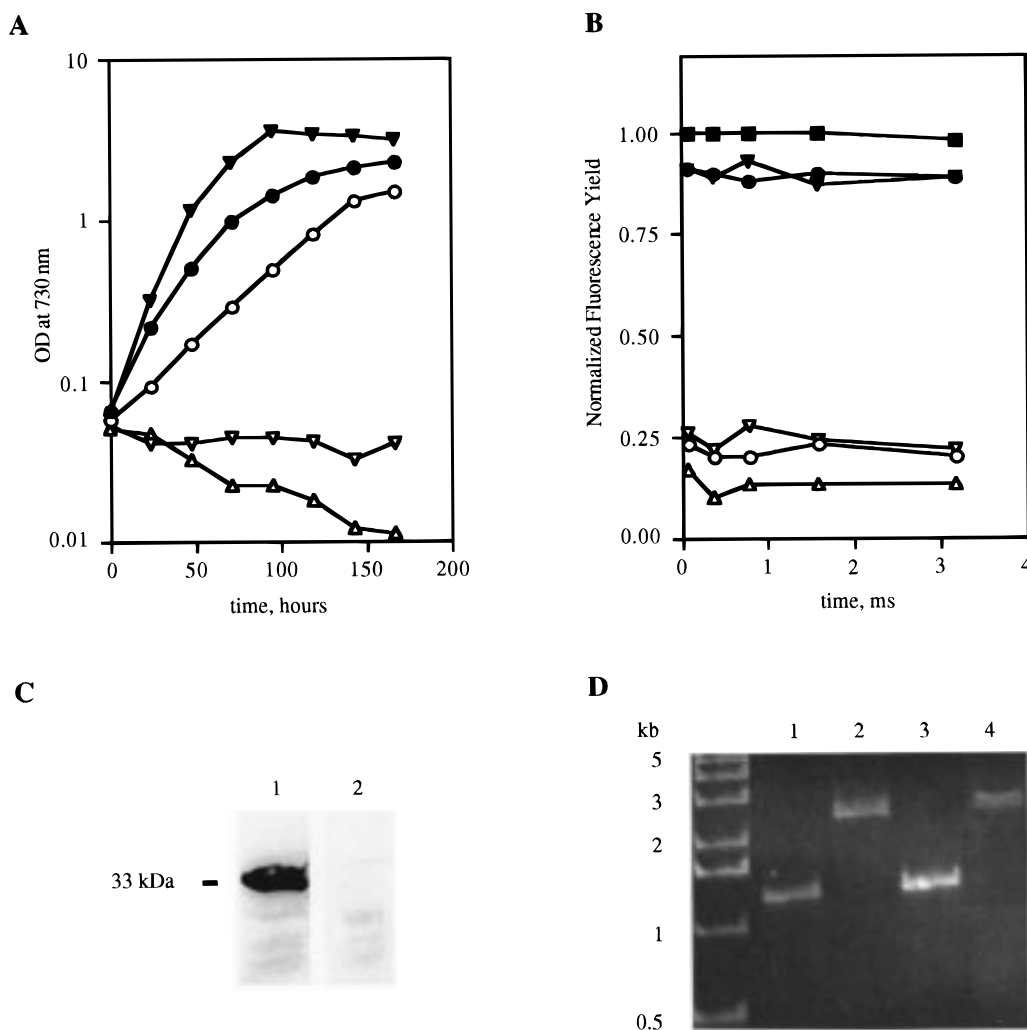 A
10
1
0.1
0.01
OD at 730 nm
0
50
100
150
200
time, hours
B
1.00
0.75
0.50
0.25
0.00
Normalized Fluorescence Yield
0
1
2
3
4
time, ms
C
1 2
33 kDa
D
kb 1 2 3 4
5
3
2
1
0.5